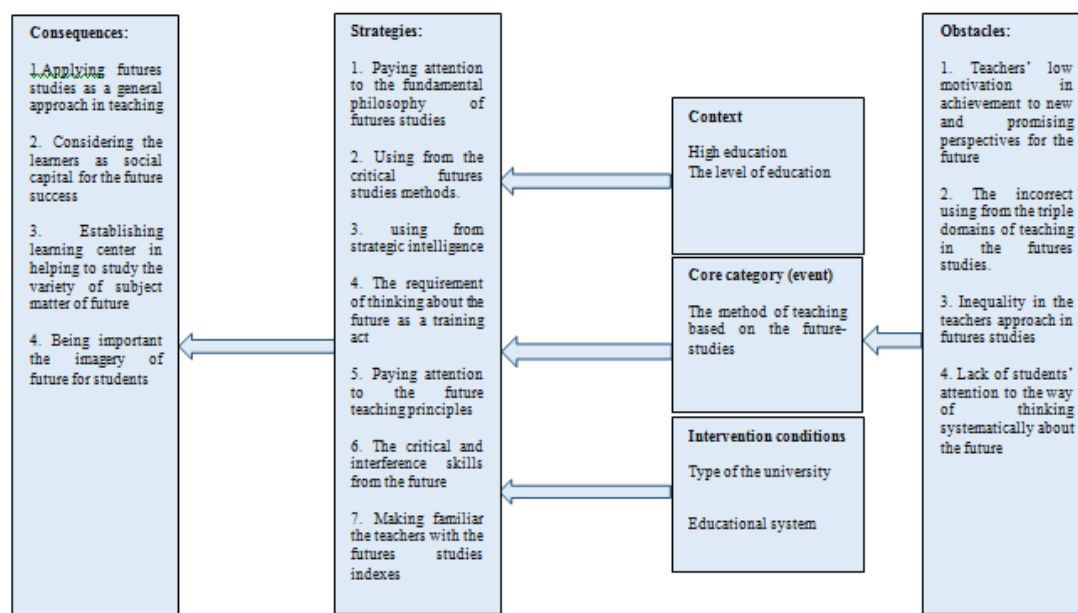 Consequences:
1.Applying futures
studies as a general
approach in teaching
2. Considering the
learners as social
capital for the future
success
3. Establishing
learning center in
helping to study the
variety of subject
matter of future
4. Being important
the imagery of
future for students
Strategies:
1. Paying attention
to the fundamental
philosophy of
futures studies
2. Using from the
critical futures
studies methods.
3. using from
strategic intelligence
4. The requirement
of thinking about the
future as a training
act
5. Paying attention
to the future
teaching principles
6. The critical and
interference skills
from the future
7. Making familiar
the teachers with the
futures studies
indexes
Context
High education
The level of education
Core category (event)
The method of teaching
based on the future-
studies
Intervention conditions
Type of the university
Educational system
Obstacles:
1. Teachers’ low
motivation in
achievement to new
and promising
perspectives for the
future
2. The incorrect
using from the triple
domains of teaching
in the futures
studies.
3. Inequality in the
teachers approach in
futures studies
4. Lack of students’
attention to the way
of thinking
systematically about
the future